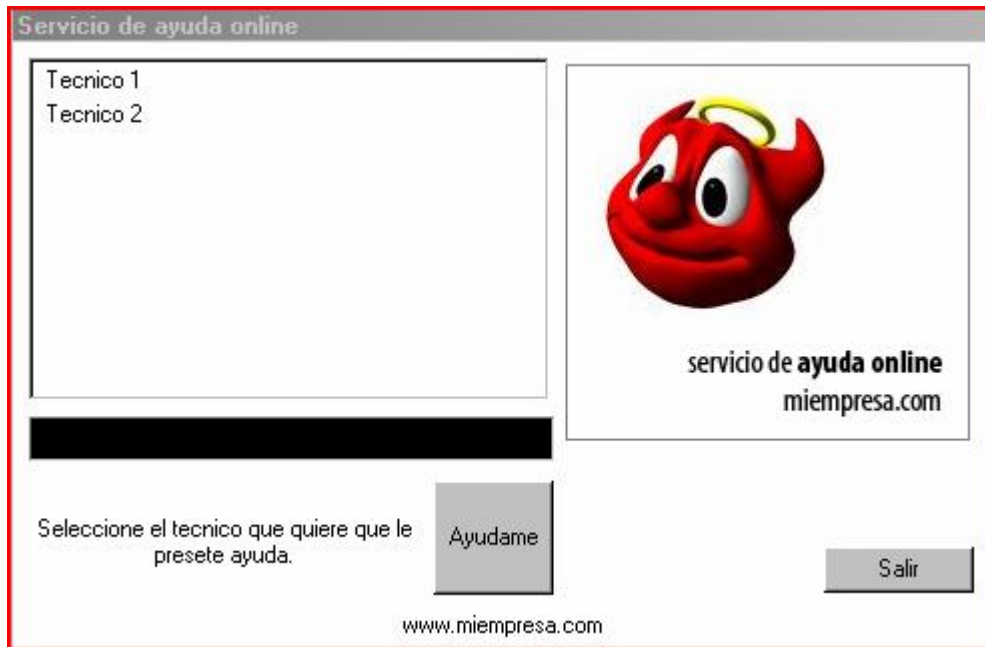 Servicio de ayuda online
Tecnico 1
Tecnico 2
servicio de ayuda online
miempresa.com
Seleccione el tecnico que quiere que le
presete ayuda.
Ayudame
Salir
www.miempresa.com